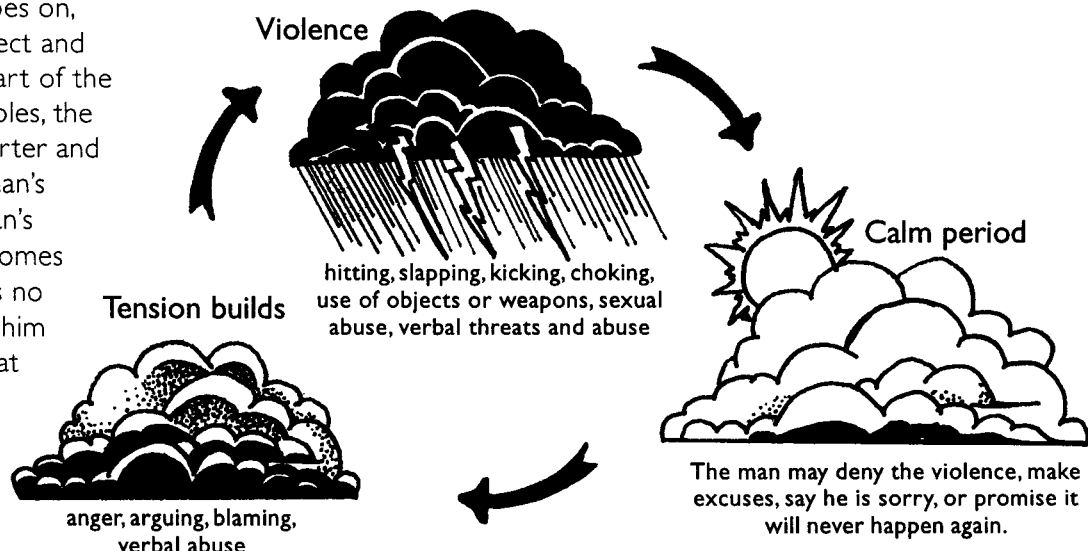 oes on,
ect and
art of the
oles, the
rter and
an's
n's
omes
s no
him
at
Violence
hitting, slapping, kicking, choking,
use of objects or weapons, sexual
abuse, verbal threats and abuse
Calm period
The man may deny the violence, make
excuses, say he is sorry, or promise it
will never happen again.
Tension builds
anger, arguing, blaming,
verbal abuse